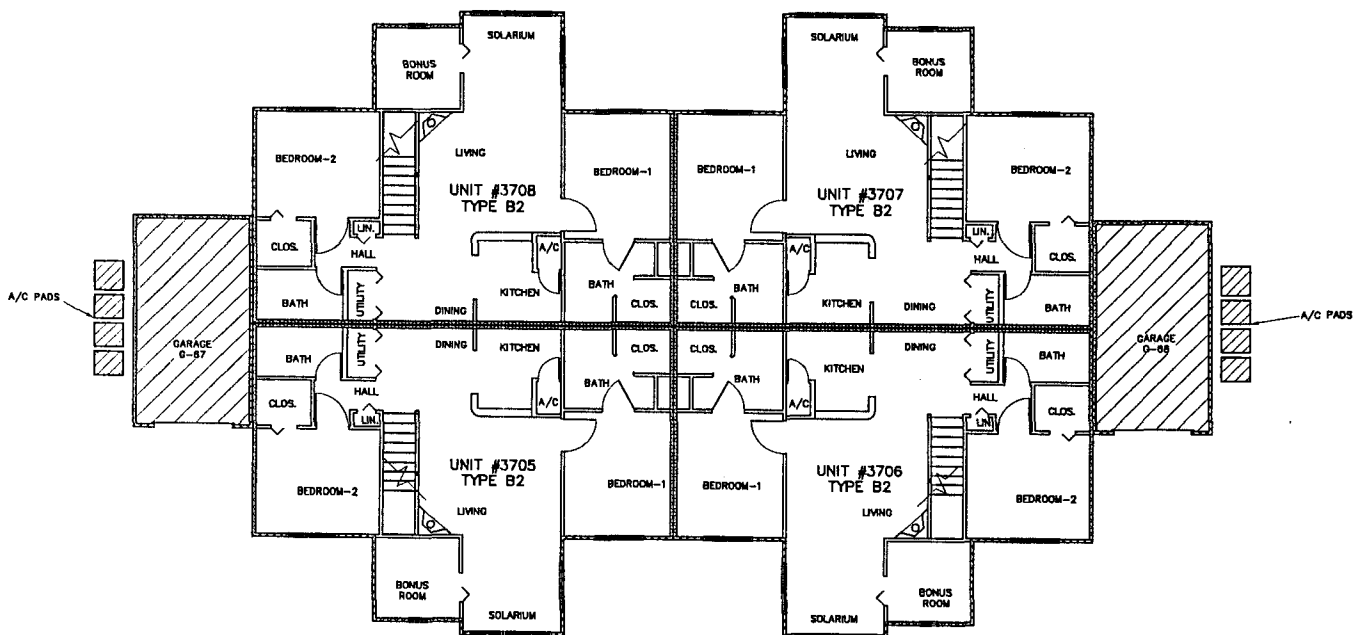 SOLARIUM
SOLARIUM
BONUS
ROOM
BONUS
ROOM
BEDROOM-2
LIVING
BEDROOM-1
BEDROOM-1
LIVING
BEDROOM-2
UNIT #3708
TYPE B2
UNIT #3707
TYPE B2
LIN.
LIN.
CLOS.
HALL
A/C
A/C
HALL
CLOS.
BATH
UTILITY
DINING
KITCHEN
BATH
CLOS.
CLOS.
BATH
KITCHEN
DINING
UTILITY
BATH
A/C PADS
A/C PADS
GARAGE
G-67
GARAGE
G-68
BATH
UTILITY
DINING
KITCHEN
BATH
CLOS.
CLOS.
BATH
KITCHEN
DINING
UTILITY
BATH
CLOS.
HALL
A/C
A/C
HALL
CLOS.
LIN.
LIN.
UNIT #3705
TYPE B2
UNIT #3706
TYPE B2
BEDROOM-2
LIVING
BEDROOM-1
BEDROOM-1
LIVING
BEDROOM-2
BONUS
ROOM
BONUS
ROOM
SOLARIUM
SOLARIUM